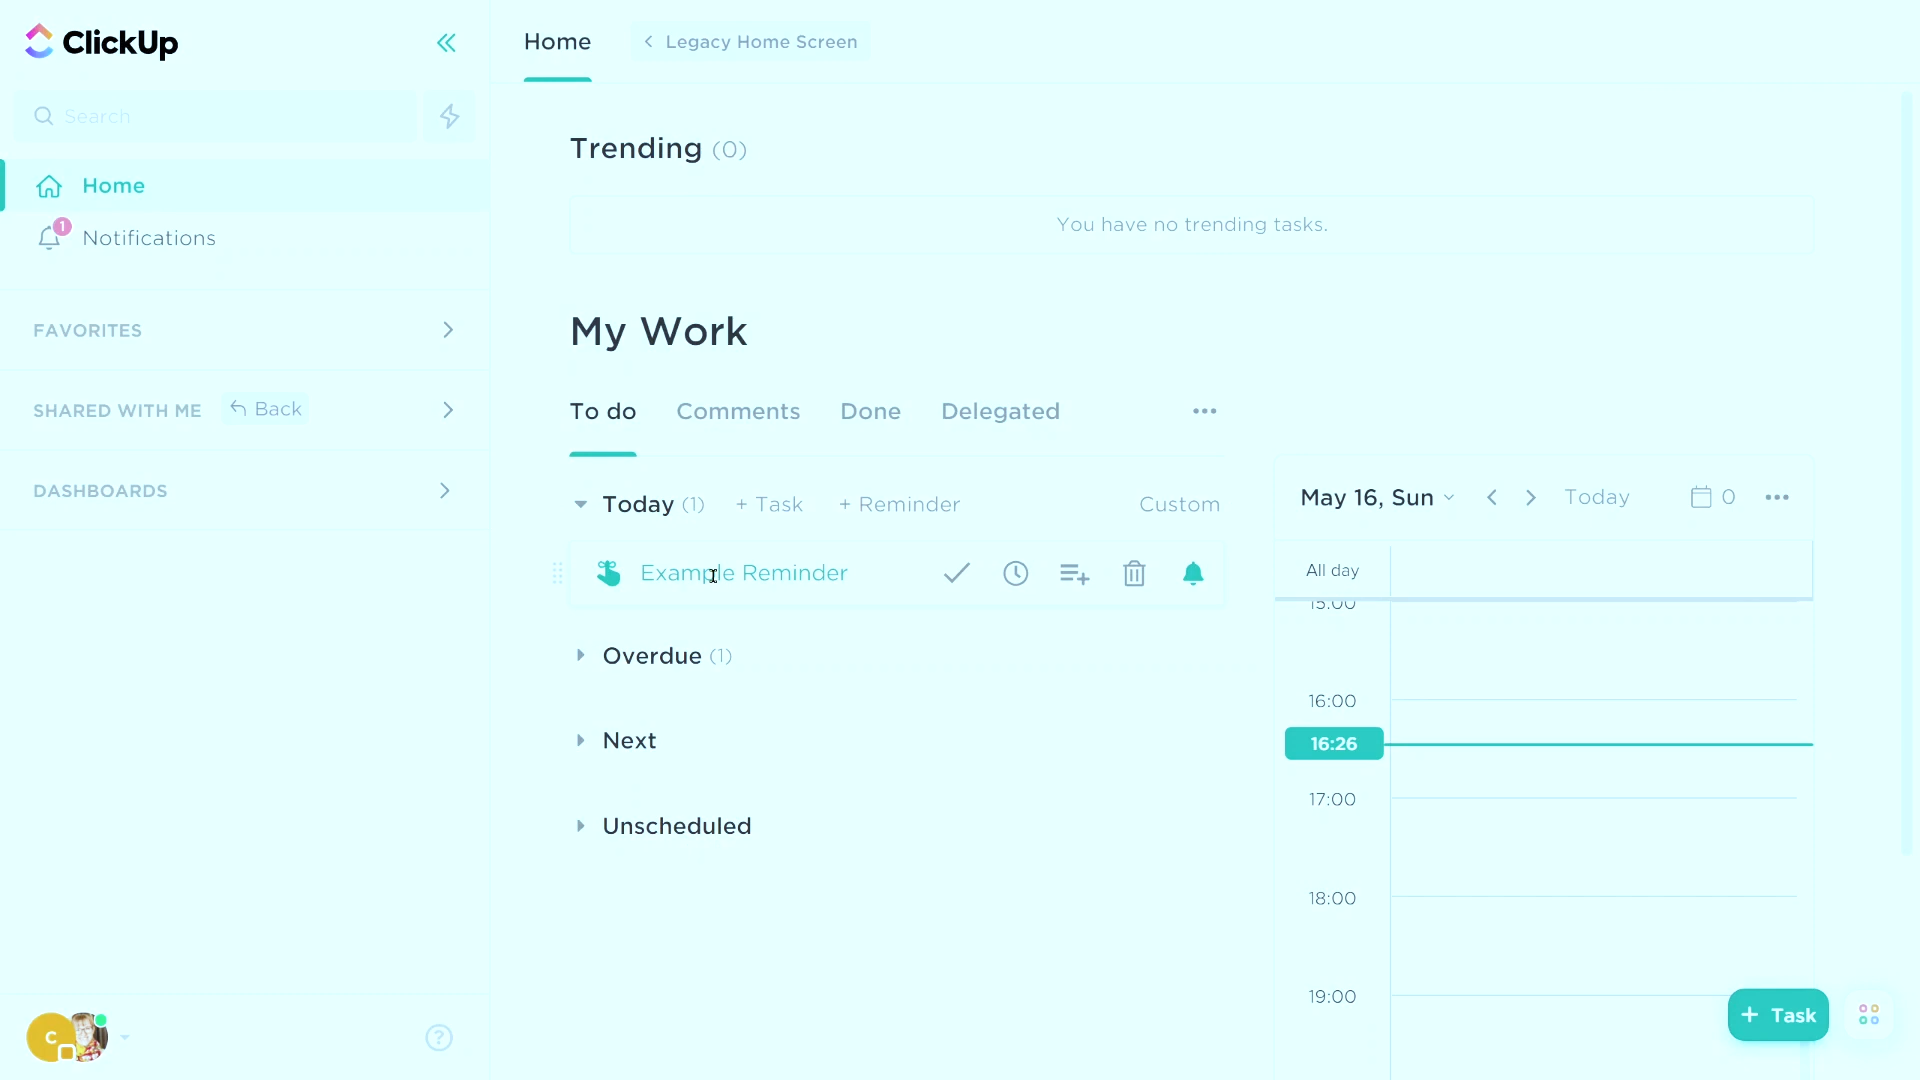 ClickUp
Search
Home
1
Notifications
FAVORITES
SHARED WITH ME
Back
DASHBOARDS
C
?
Home
Legacy Home Screen
Trending (0)
You have no trending tasks.
My Work
To do
Comments
Done
Delegated
Today (1)
+ Task
+ Reminder
Custom
Example Reminder
Overdue (1)
Next
Unscheduled
May 16, Sun
Today
0
All day
15:00
16:00
16:26
17:00
18:00
19:00
+ Task